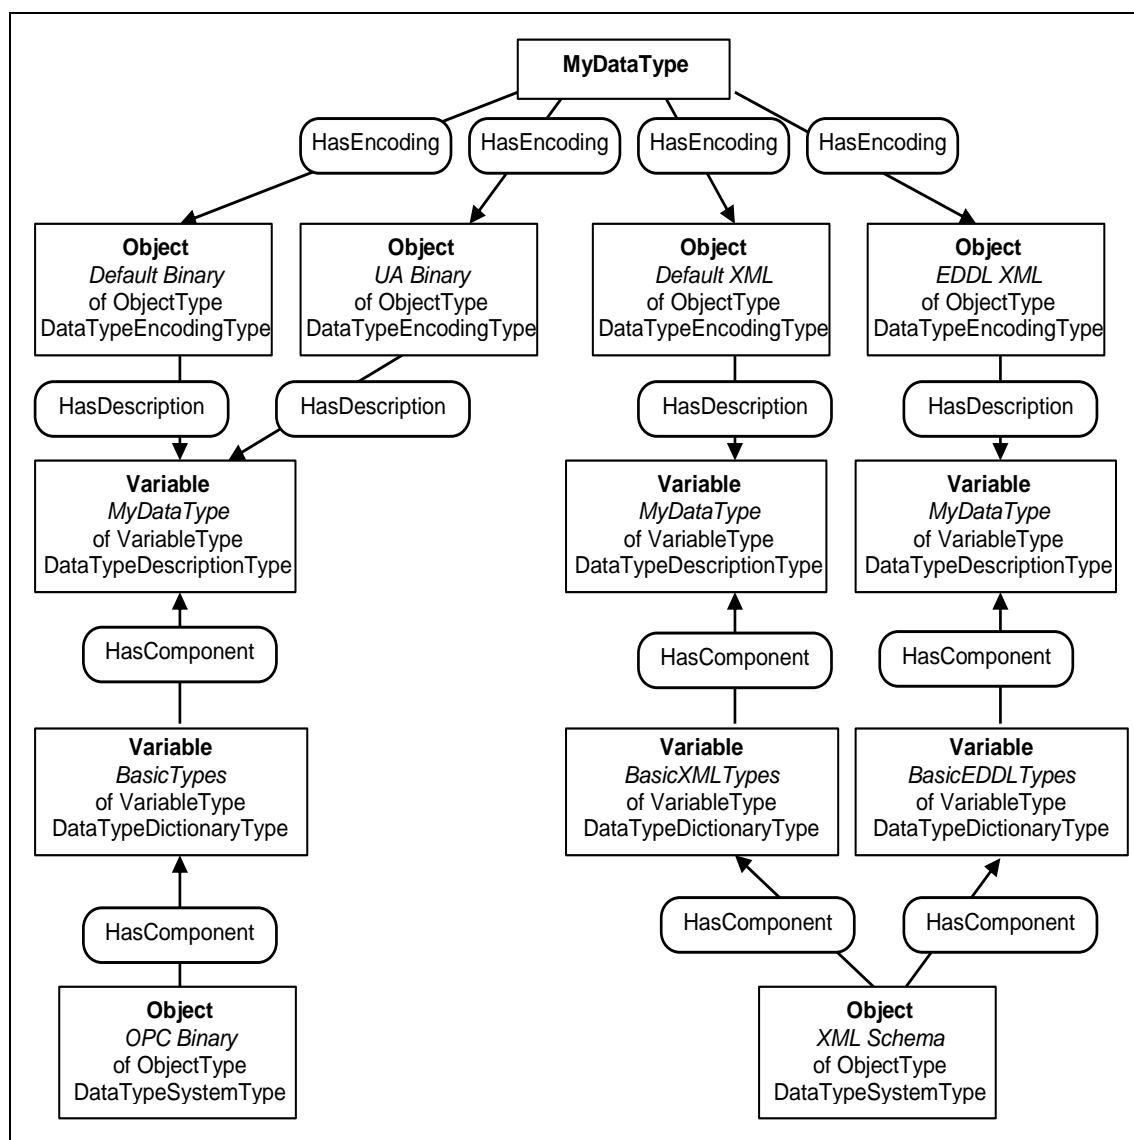 MyDataType
HasEncoding
HasEncoding
HasEncoding
HasEncoding
Object
Default Binary
of ObjectType
DataTypeEncodingType
Object
UA Binary
of ObjectType
DataTypeEncodingType
Object
Default XML
of ObjectType
DataTypeEncodingType
Object
EDDL XML
of ObjectType
DataTypeEncodingType
HasDescription
HasDescription
HasDescription
HasDescription
Variable
MyDataType
of VariableType
DataTypeDescriptionType
Variable
MyDataType
of VariableType
DataTypeDescriptionType
Variable
MyDataType
of VariableType
DataTypeDescriptionType
HasComponent
HasComponent
HasComponent
Variable
BasicTypes
of VariableType
DataTypeDictionaryType
Variable
BasicXMLTypes
of VariableType
DataTypeDictionaryType
Variable
BasicEDDLTypes
of VariableType
DataTypeDictionaryType
HasComponent
HasComponent
HasComponent
Object
OPC Binary
of ObjectType
DataTypeSystemType
Object
XML Schema
of ObjectType
DataTypeSystemType